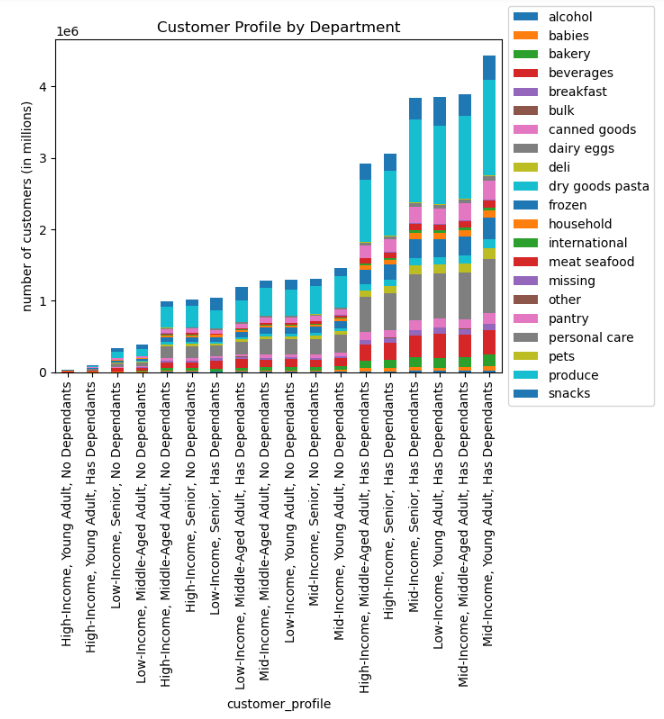 Customer Profile by Department
1e6
number of customers (in millions)
4
3
2
1
0
High-Income, Young Adult, No Dependants
High-Income, Young Adult, Has Dependants
Low-Income, Senior, No Dependants
Low-Income, Middle-Aged Adult, No Dependants
High-Income, Middle-Aged Adult, No Dependants
High-Income, Senior, No Dependants
Low-Income, Senior, Has Dependants
Low-Income, Middle-Aged Adult, Has Dependants
Mid-Income, Middle-Aged Adult, No Dependants
Low-Income, Young Adult, No Dependants
Mid-Income, Senior, No Dependants
Mid-Income, Young Adult, No Dependants
High-Income, Middle-Aged Adult, Has Dependants
High-Income, Senior, Has Dependants
Mid-Income, Senior, Has Dependants
Low-Income, Young Adult, Has Dependants
Mid-Income, Middle-Aged Adult, Has Dependants
Mid-Income, Young Adult, Has Dependants
customer_profile
alcohol
babies
bakery
beverages
breakfast
bulk
canned goods
dairy eggs
deli
dry goods pasta
frozen
household
international
meat seafood
missing
other
pantry
personal care
pets
produce
snacks